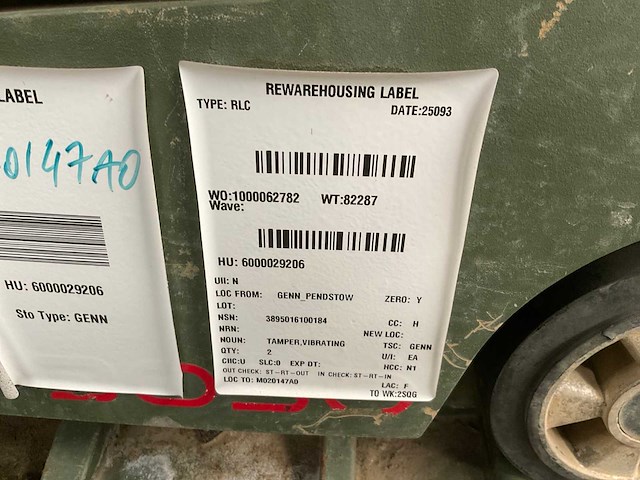 LABEL
0147A0
HU: 6000029206
Sto Type: GENN
REWAREHOUSING LABEL
TYPE: RLC DATE:25093
WO:1000062782 WT:82287
Wave:
HU: 6000029206
UII: N
LOC FROM: GENN_PENDSTOW ZERO: Y
LOT:
NSN: 3895016100184 CC: H
NRN: NEW LOC:
NOUN: TAMPER,VIBRATING TSC: GENN
QTY: 2 U/I: EA
CIIC:U SLC:0 EXP DT: HCC: N1
OUT CHECK: ST-RT-OUT IN CHECK: ST-RT-IN
LOC TO: M020147A0 LAC: F
TO WK:2SQG